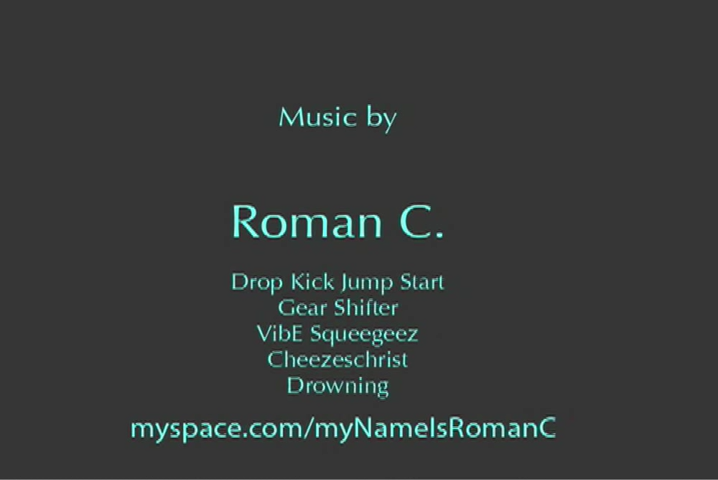 Music by
Roman C.
Drop Kick Jump Start
Gear Shifter
VibE Squeegeez
Cheezeschrist
Drowning
myspace.com/myNameIsRomanC